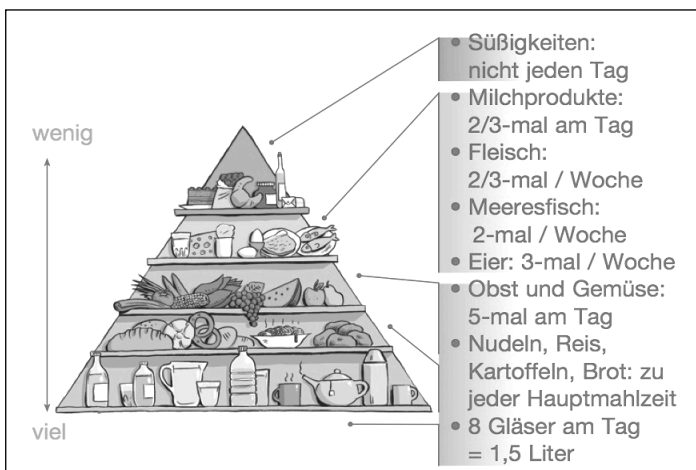 wenig
viel
• Süßigkeiten:
nicht jeden Tag
• Milchprodukte:
2/3-mal am Tag
• Fleisch:
2/3-mal / Woche
• Meeresfisch:
2-mal / Woche
• Eier: 3-mal / Woche
• Obst und Gemüse:
5-mal am Tag
• Nudeln, Reis,
Kartoffeln, Brot: zu
jeder Hauptmahlzeit
• 8 Gläser am Tag
= 1,5 Liter